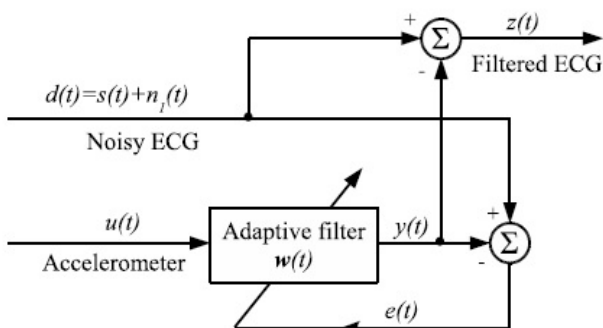 +
Σ
z(t)
-
Filtered ECG
d(t)=s(t)+n₁(t)
Noisy ECG
u(t)
Accelerometer
Adaptive filter
w(t)
y(t)
+
Σ
-
e(t)